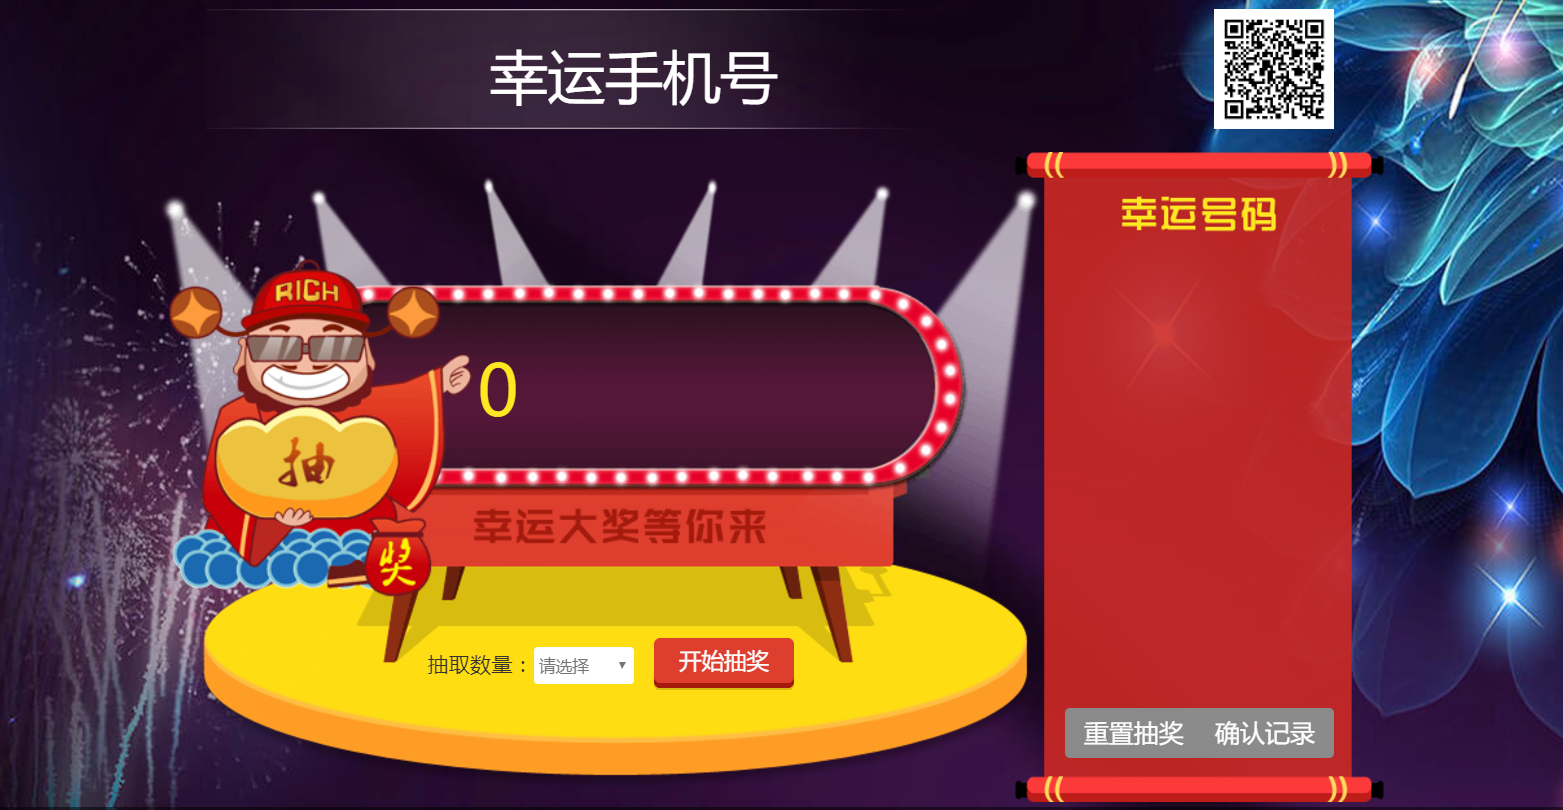 幸运手机号
幸运号码
RICH
0
抽
幸运大奖等你来
奖
抽取数量：请选择 开始抽奖
重置抽奖 确认记录